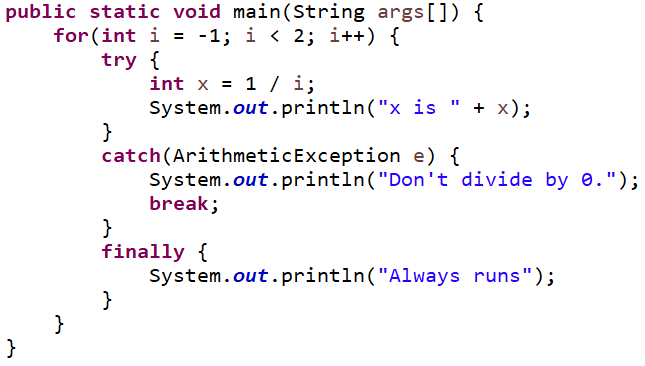 public static void main(String args[]) {
    for(int i = -1; i < 2; i++) {
        try {
            int x = 1 / i;
            System.out.println("x is " + x);
        }
        catch(ArithmeticException e) {
            System.out.println("Don't divide by 0.");
            break;
        }
        finally {
            System.out.println("Always runs");
        }
    }
}